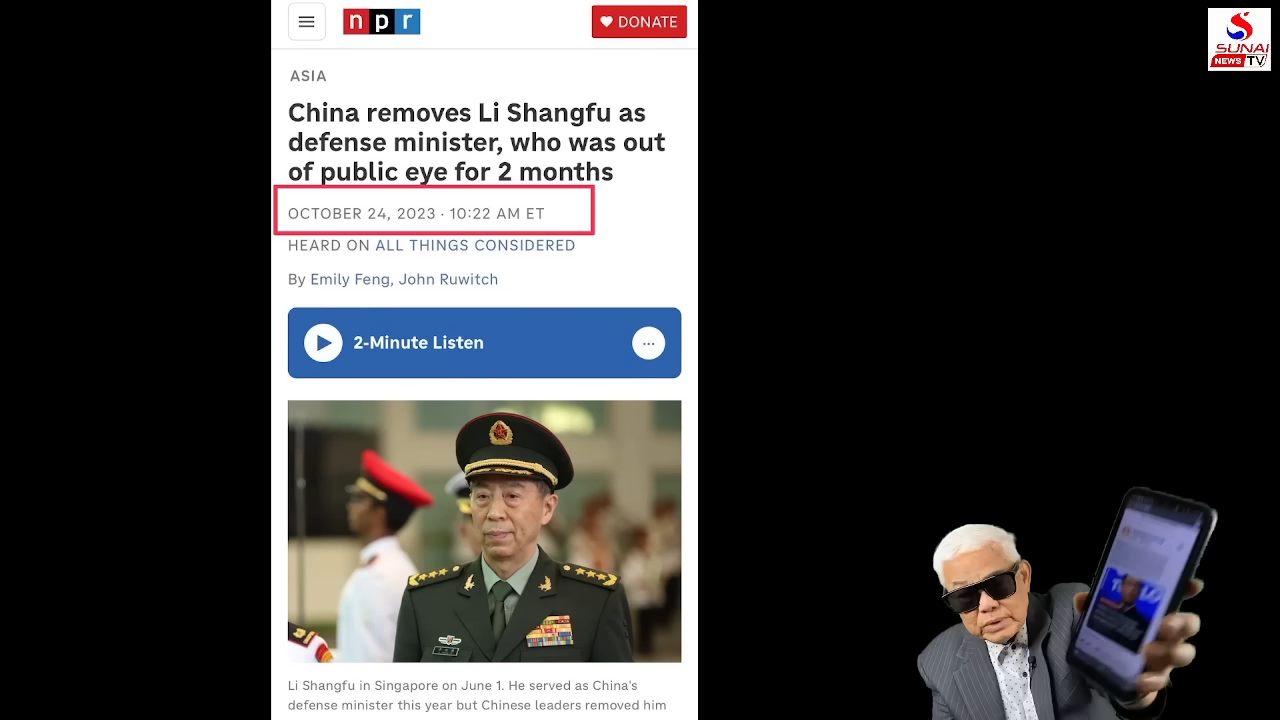 npr
DONATE
SUNAI
NEWS TV
ASIA
China removes Li Shangfu as
defense minister, who was out
of public eye for 2 months
OCTOBER 24, 2023 · 10:22 AM ET
HEARD ON ALL THINGS CONSIDERED
By Emily Feng, John Ruwitch
2-Minute Listen
Li Shangfu in Singapore on June 1. He served as China's
defense minister this year but Chinese leaders removed him